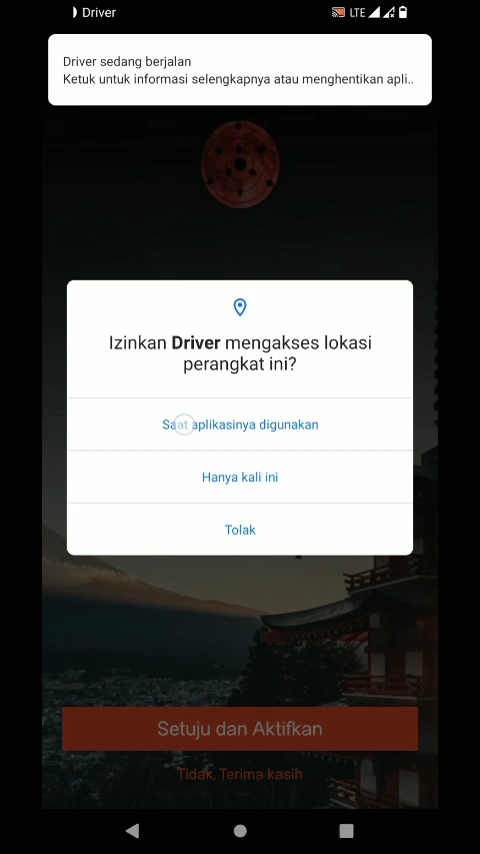 Driver
LTE
Driver sedang berjalan
Ketuk untuk informasi selengkapnya atau menghentikan apli..
Izinkan Driver mengakses lokasi
perangkat ini?
Saat aplikasinya digunakan
Hanya kali ini
Tolak
Setuju dan Aktifkan
Tidak, Terima kasih